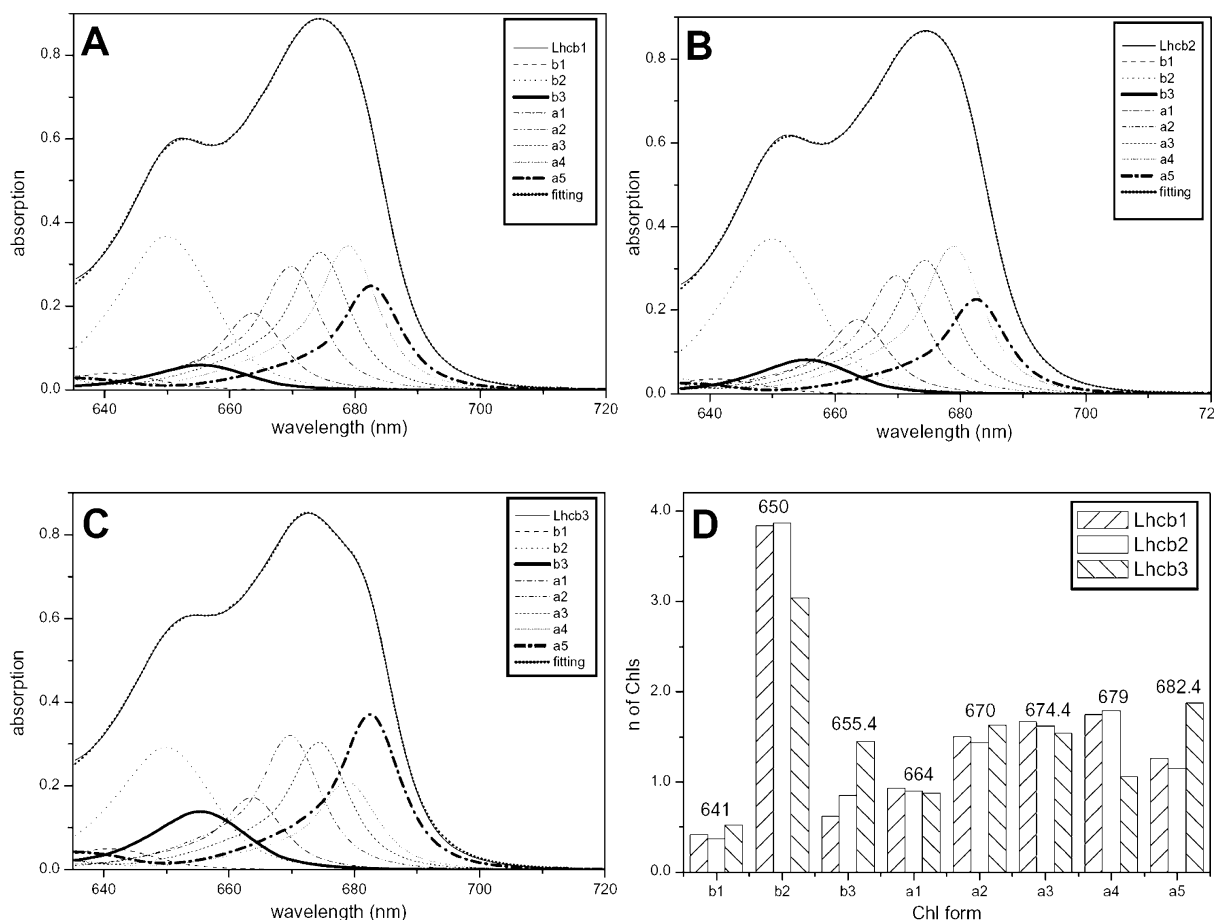 A
absorption
0.8
0.6
0.4
0.2
0.0
640 660 680 700 720
wavelength (nm)
Lhcb1
b1
b2
b3
a1
a2
a3
a4
a5
fitting
B
absorption
0.8
0.6
0.4
0.2
0.0
640 660 680 700 72
wavelength (nm)
Lhcb2
b1
b2
b3
a1
a2
a3
a4
a5
fitting
C
absorption
0.8
0.6
0.4
0.2
0.0
640 660 680 700 720
wavelength (nm)
Lhcb3
b1
b2
b3
a1
a2
a3
a4
a5
fitting
D
n of Chls
4.0
3.0
2.0
1.0
0.0
641
650
655.4
664
670
674.4
679
682.4
Lhcb1
Lhcb2
Lhcb3
b1 b2 b3 a1 a2 a3 a4 a5
Chl form